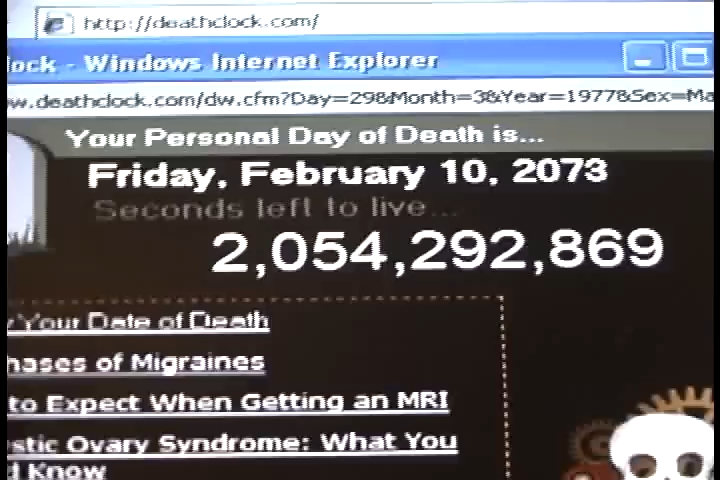 http://deathclock.com/
lock - Windows Internet Explorer
w.deathclock.com/dw.cfm?Day=29&Month=3&Year=1977&Sex=Ma
Your Personal Day of Death is...
Friday, February 10, 2073
Seconds left to live...
2,054,292,869
Your Date of Death
hases of Migraines
to Expect When Getting an MRI
stic Ovary Syndrome: What You
d Know